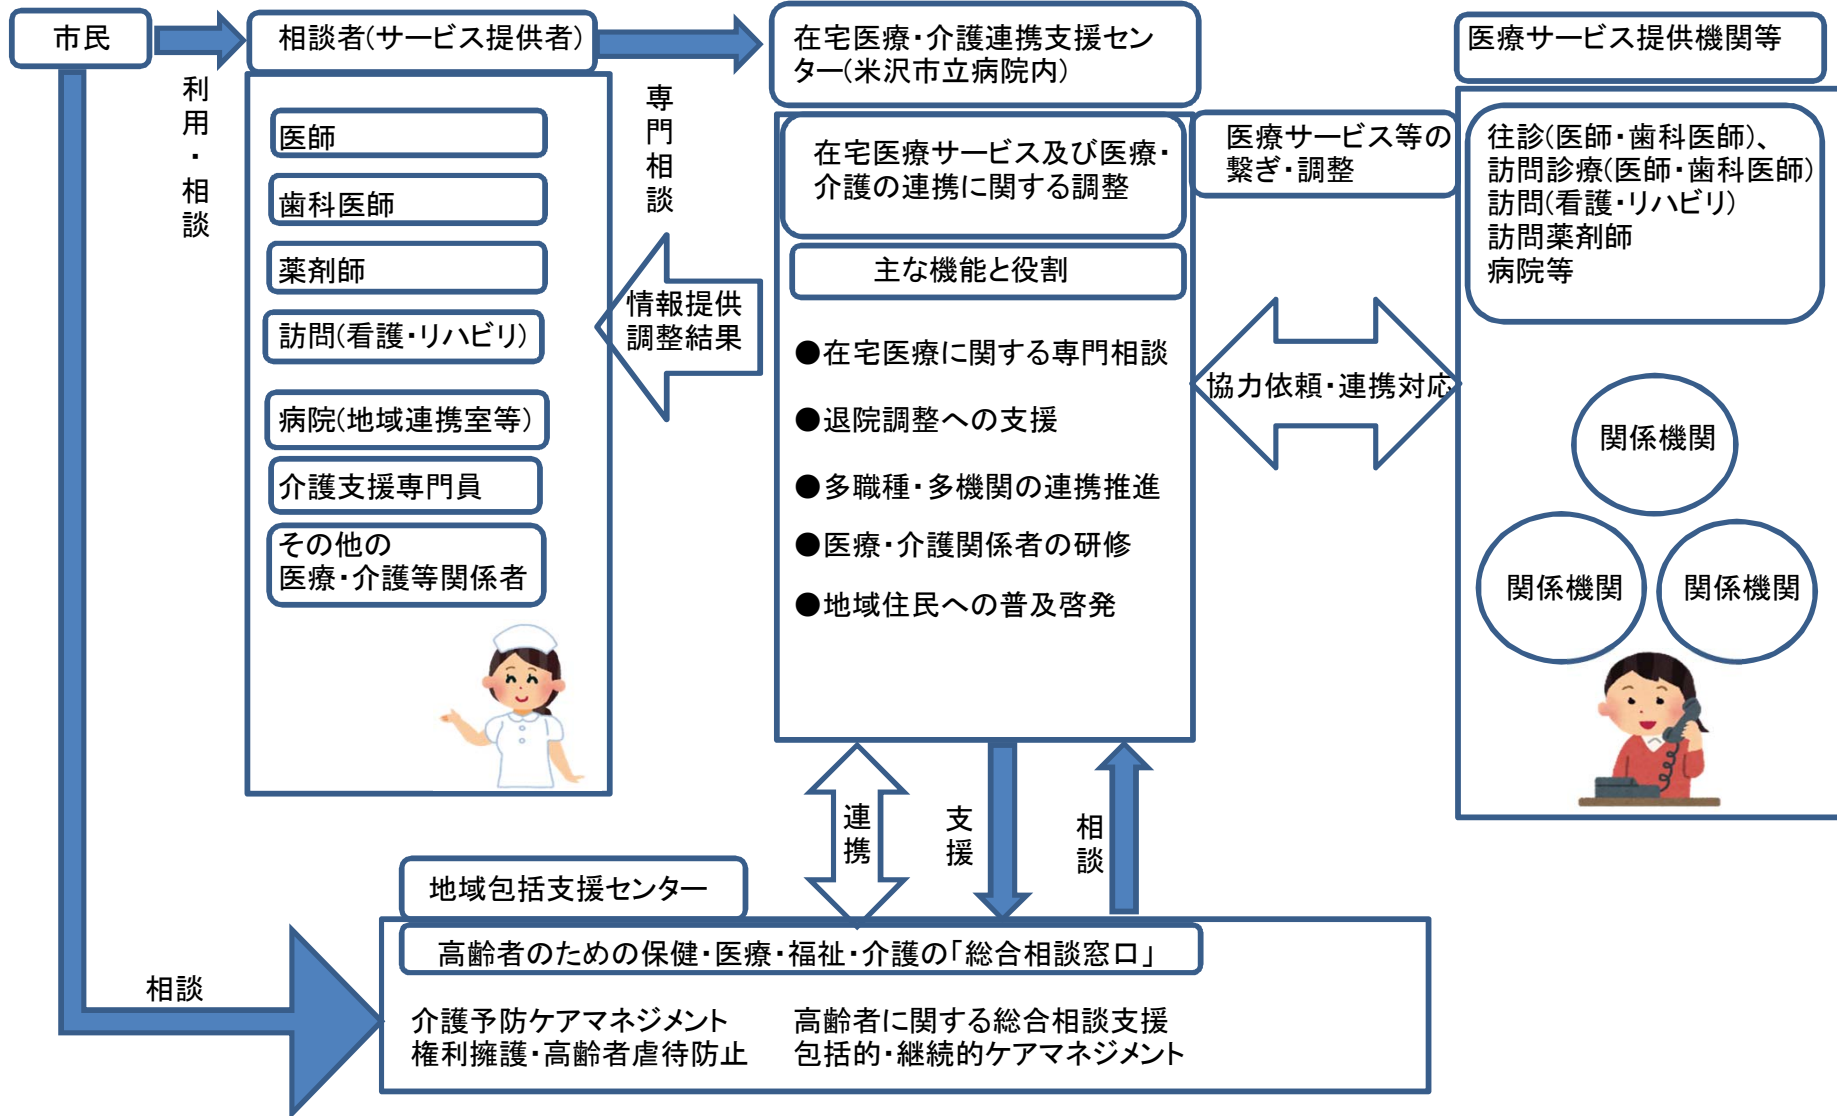 市民
利用・相談
相談者(サービス提供者)
医師
歯科医師
薬剤師
訪問(看護・リハビリ)
病院(地域連携室等)
介護支援専門員
その他の
医療・介護等関係者
専門相談
情報提供
調整結果
在宅医療・介護連携支援セン
ター(米沢市立病院内)
在宅医療サービス及び医療・
介護の連携に関する調整
主な機能と役割
●在宅医療に関する専門相談
●退院調整への支援
●多職種・多機関の連携推進
●医療・介護関係者の研修
●地域住民への普及啓発
医療サービス等の
繋ぎ・調整
協力依頼・連携対応
医療サービス提供機関等
往診(医師・歯科医師)、
訪問診療(医師・歯科医師)
訪問(看護・リハビリ)
訪問薬剤師
病院等
関係機関
関係機関
関係機関
連携
支援
相談
相談
地域包括支援センター
高齢者のための保健・医療・福祉・介護の「総合相談窓口」
介護予防ケアマネジメント
権利擁護・高齢者虐待防止
高齢者に関する総合相談支援
包括的・継続的ケアマネジメント